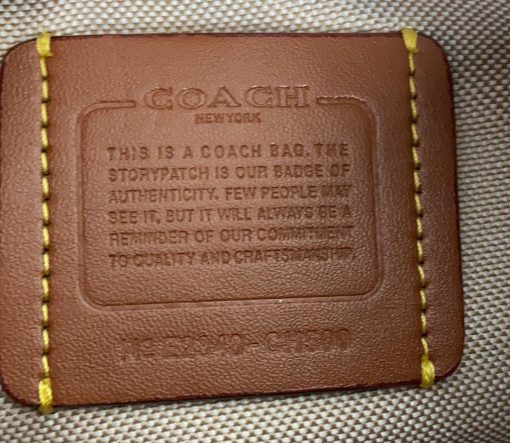 COACH
NEW YORK
THIS IS A COACH BAG. THE
STORYPATCH IS OUR BADGE OF
AUTHENTICITY. FEW PEOPLE MAY
SEE IT, BUT IT WILL ALWAYS BE A
REMINDER OF OUR COMMITMENT
TO QUALITY AND CRAFTSMANSHIP.